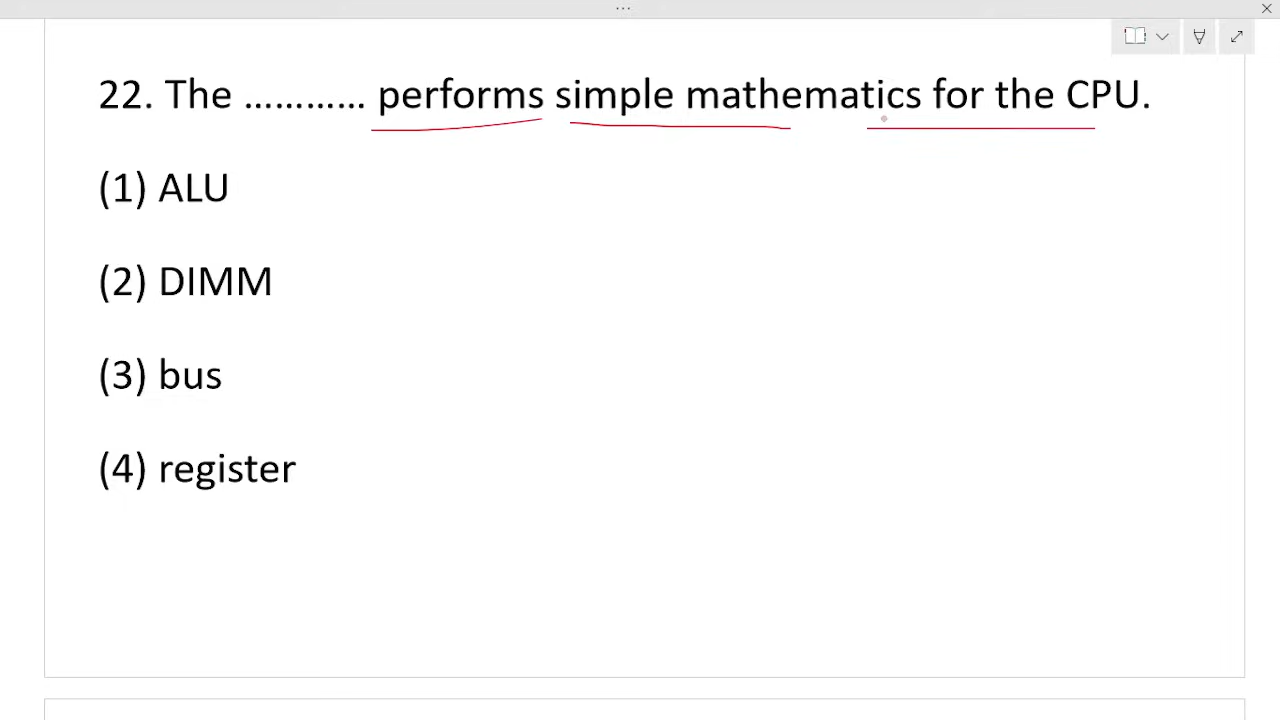 22. The ............ performs simple mathematics for the CPU.
(1) ALU
(2) DIMM
(3) bus
(4) register